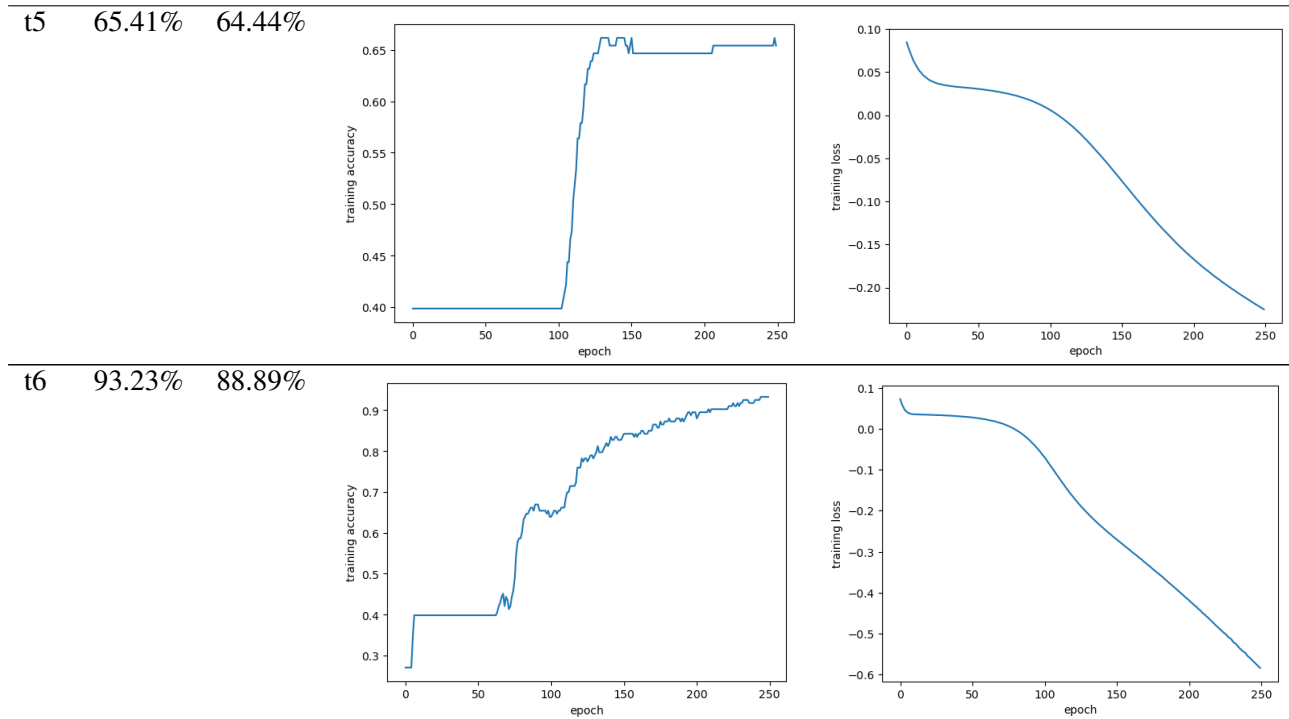 t5 65.41% 64.44%
0.65
0.60
0.55
0.50
0.45
0.40
training accuracy
0 50 100 150 200 250
epoch
0.10
0.05
0.00
−0.05
−0.10
−0.15
−0.20
training loss
0 50 100 150 200 250
epoch
t6 93.23% 88.89%
0.9
0.8
0.7
0.6
0.5
0.4
0.3
training accuracy
0 50 100 150 200 250
epoch
0.1
0.0
−0.1
−0.2
−0.3
−0.4
−0.5
−0.6
training loss
0 50 100 150 200 250
epoch